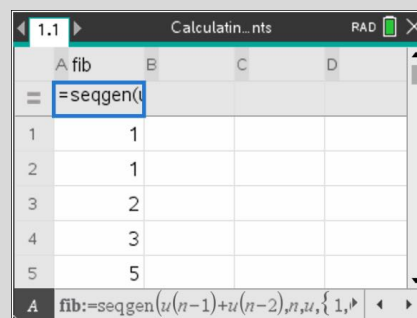 1.1 Calculatin...nts RAD
A fib B C D
= =seqgen(u
1 1
2 1
3 2
4 3
5 5
A fib:=seqgen(u(n−1)+u(n−2),n,u,{1,